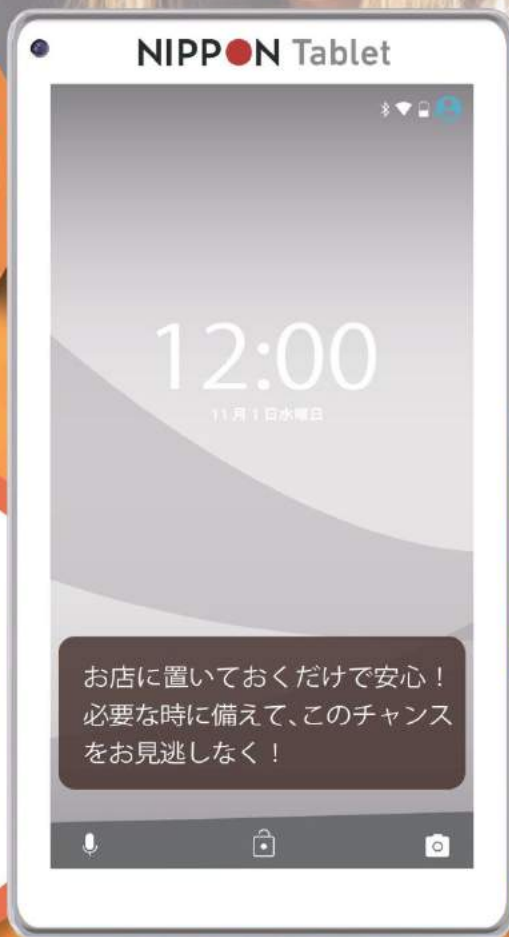 NIPPON Tablet
12:00
11月1日水曜日
お店に置いておくだけで安心！
必要な時に備えて、このチャンス
をお見逃しなく！